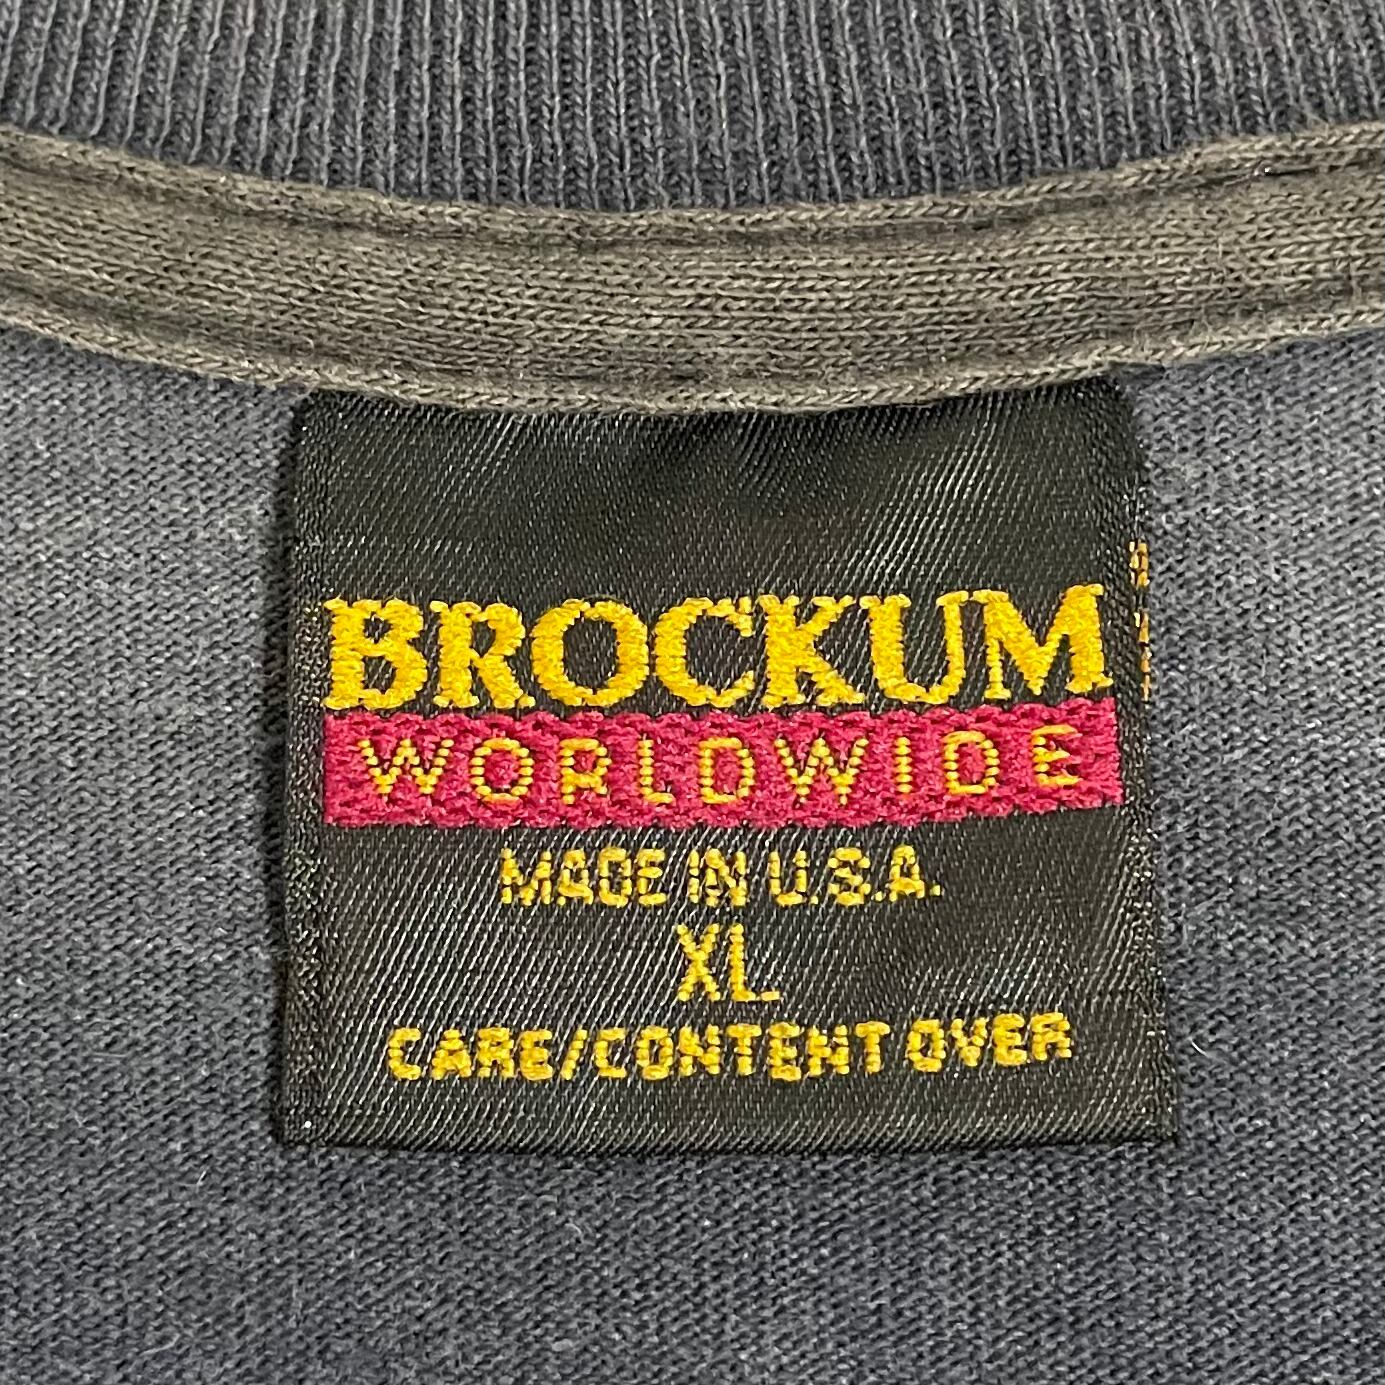 BROCKUM
WORLDWIDE
MADE IN U.S.A.
XL
CARE/CONTENT OVER